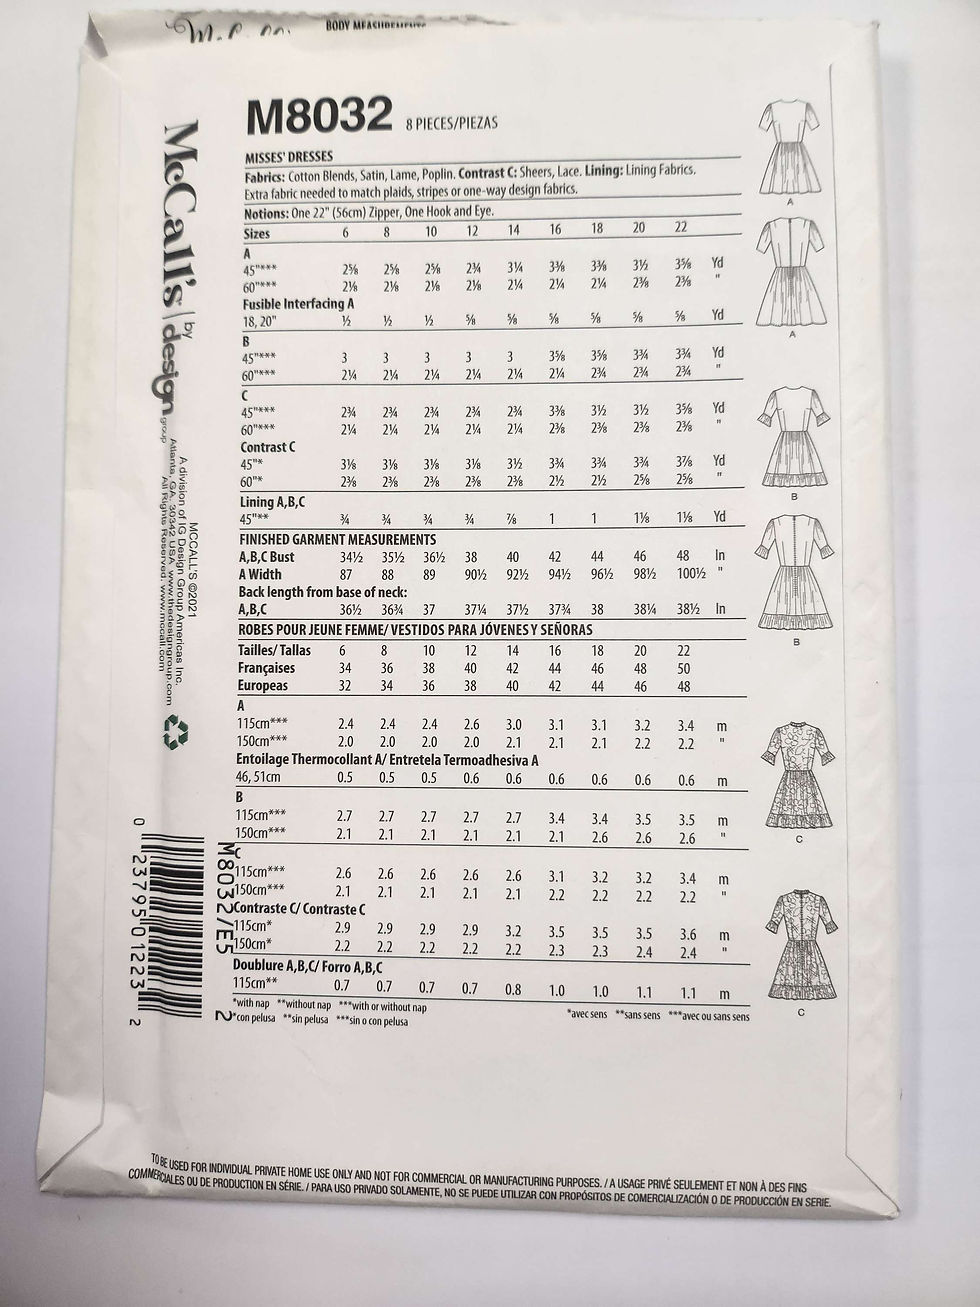 BODY MEASUREMENTS
M8032 8 PIECES/PIEZAS
MISSES' DRESSES
Fabrics: Cotton Blends, Satin, Lame, Poplin. Contrast C: Sheers, Lace. Lining: Lining Fabrics.
Extra fabric needed to match plaids, stripes or one-way design fabrics.
Notions: One 22" (56cm) Zipper, One Hook and Eye.
Sizes 6 8 10 12 14 16 18 20 22
A
45"*** 2⅝ 2⅝ 2⅝ 2¾ 3¼ 3⅜ 3⅜ 3½ 3⅝ Yd
60"*** 2⅛ 2⅛ 2⅛ 2⅛ 2¼ 2¼ 2¼ 2⅜ 2⅜ "
Fusible Interfacing A
18, 20" ½ ½ ½ ⅝ ⅝ ⅝ ⅝ ⅝ ⅝ Yd
B
45"*** 3 3 3 3 3 3⅝ 3⅝ 3¾ 3¾ Yd
60"*** 2¼ 2¼ 2¼ 2¼ 2¼ 2¼ 2¾ 2¾ 2¾ "
C
45"*** 2¾ 2¾ 2¾ 2¾ 2¾ 3⅜ 3½ 3½ 3⅝ Yd
60"*** 2¼ 2¼ 2¼ 2¼ 2¼ 2⅜ 2⅜ 2⅜ 2⅜ "
Contrast C
45"* 3⅛ 3⅛ 3⅛ 3⅛ 3½ 3¾ 3¾ 3¾ 3⅞ Yd
60"* 2⅜ 2⅜ 2⅜ 2⅜ 2⅜ 2½ 2½ 2⅝ 2⅝ "
Lining A,B,C
45"** ¾ ¾ ¾ ¾ ⅞ 1 1 1⅛ 1⅛ Yd
FINISHED GARMENT MEASUREMENTS
A,B,C Bust 34½ 35½ 36½ 38 40 42 44 46 48 In
A Width 87 88 89 90½ 92½ 94½ 96½ 98½ 100½ "
Back length from base of neck:
A,B,C 36½ 36¾ 37 37¼ 37½ 37¾ 38 38¼ 38½ In
ROBES POUR JEUNE FEMME/ VESTIDOS PARA JÓVENES Y SEÑORAS
Tailles/ Tallas 6 8 10 12 14 16 18 20 22
Françaises 34 36 38 40 42 44 46 48 50
Europeas 32 34 36 38 40 42 44 46 48
A
115cm*** 2.4 2.4 2.4 2.6 3.0 3.1 3.1 3.2 3.4 m
150cm*** 2.0 2.0 2.0 2.0 2.1 2.1 2.1 2.2 2.2 "
Entoilage Thermocollant A/ Entretela Termoadhesiva A
46, 51cm 0.5 0.5 0.5 0.6 0.6 0.6 0.6 0.6 0.6 m
B
115cm*** 2.7 2.7 2.7 2.7 2.7 3.4 3.4 3.5 3.5 m
150cm*** 2.1 2.1 2.1 2.1 2.1 2.1 2.6 2.6 2.6 "
C
115cm*** 2.6 2.6 2.6 2.6 2.6 3.1 3.2 3.2 3.4 m
150cm*** 2.1 2.1 2.1 2.1 2.1 2.2 2.2 2.2 2.2 "
Contraste C/ Contraste C
115cm* 2.9 2.9 2.9 2.9 3.2 3.5 3.5 3.5 3.6 m
150cm* 2.2 2.2 2.2 2.2 2.2 2.3 2.3 2.4 2.4 "
Doublure A,B,C/ Forro A,B,C
115cm** 0.7 0.7 0.7 0.7 0.8 1.0 1.0 1.1 1.1 m
*with nap **without nap ***with or without nap
*con pelusa **sin pelusa ***sin o con pelusa *avec sens **sans sens ***avec ou sans sens
A
A
B
B
C
C
McCall's | by design group
MCCALL'S ©2021
A division of IG Design Group Americas Inc.
Atlanta, GA. 30342 USA www.thedesigngroup.com
All Rights Reserved. www.mccall.com
0 23795 01223 2
M8032/E5 2
TO BE USED FOR INDIVIDUAL PRIVATE HOME USE ONLY AND NOT FOR COMMERCIAL OR MANUFACTURING PURPOSES. / A USAGE PRIVÉ SEULEMENT ET NON À DES FINS
COMMERCIALES OU DE PRODUCTION EN SÉRIE. / PARA USO PRIVADO SOLAMENTE, NO SE PUEDE UTILIZAR CON PROPÓSITOS DE COMERCIALIZACIÓN O DE PRODUCCIÓN EN SERIE.